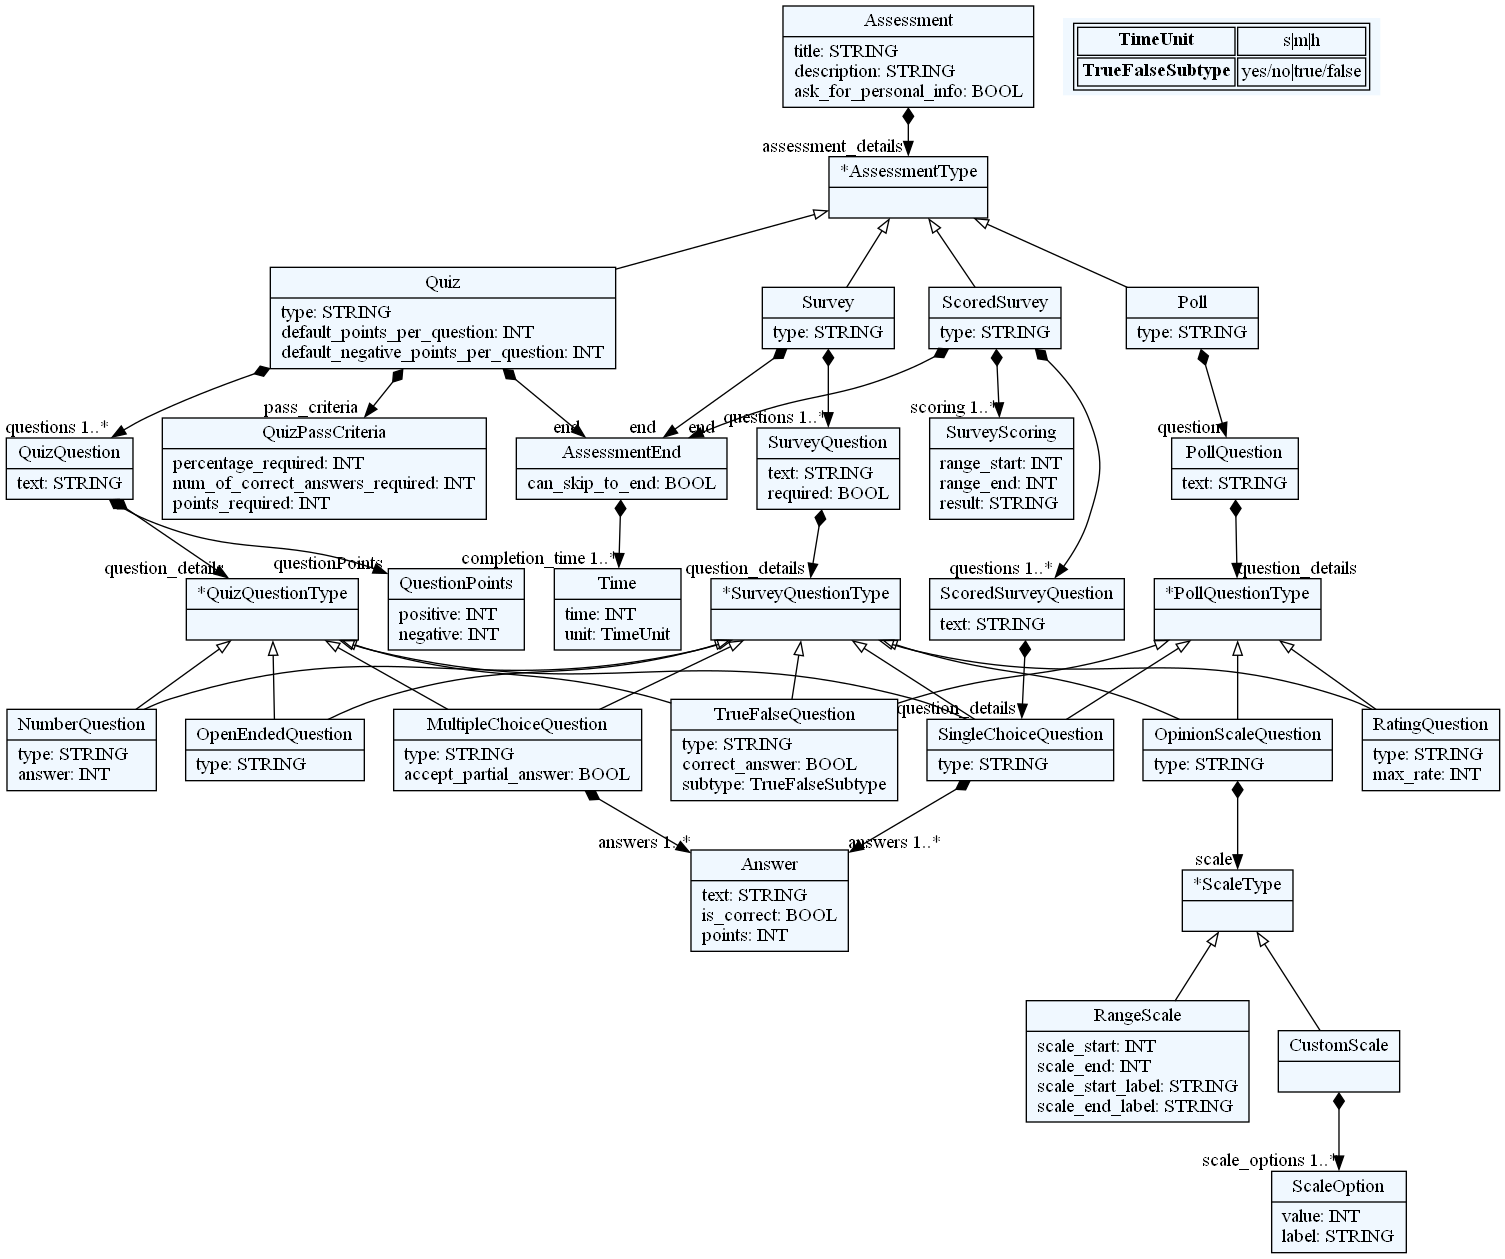 Assessment
title: STRING
description: STRING
ask_for_personal_info: BOOL
TimeUnit s|m|h
TrueFalseSubtype yes/no|true/false
assessment_details
*AssessmentType
Quiz
type: STRING
default_points_per_question: INT
default_negative_points_per_question: INT
Survey
type: STRING
ScoredSurvey
type: STRING
Poll
type: STRING
questions 1..*
pass_criteria
end
end
end
questions 1..*
scoring 1..*
question
QuizQuestion
text: STRING
QuizPassCriteria
percentage_required: INT
num_of_correct_answers_required: INT
points_required: INT
AssessmentEnd
can_skip_to_end: BOOL
SurveyQuestion
text: STRING
required: BOOL
SurveyScoring
range_start: INT
range_end: INT
result: STRING
PollQuestion
text: STRING
question_details
questionPoints
completion_time 1..*
question_details
questions 1..*
question_details
*QuizQuestionType
QuestionPoints
positive: INT
negative: INT
Time
time: INT
unit: TimeUnit
*SurveyQuestionType
ScoredSurveyQuestion
text: STRING
*PollQuestionType
question_details
NumberQuestion
type: STRING
answer: INT
OpenEndedQuestion
type: STRING
MultipleChoiceQuestion
type: STRING
accept_partial_answer: BOOL
TrueFalseQuestion
type: STRING
correct_answer: BOOL
subtype: TrueFalseSubtype
SingleChoiceQuestion
type: STRING
OpinionScaleQuestion
type: STRING
RatingQuestion
type: STRING
max_rate: INT
answers 1..*
answers 1..*
Answer
text: STRING
is_correct: BOOL
points: INT
scale
*ScaleType
RangeScale
scale_start: INT
scale_end: INT
scale_start_label: STRING
scale_end_label: STRING
CustomScale
scale_options 1..*
ScaleOption
value: INT
label: STRING